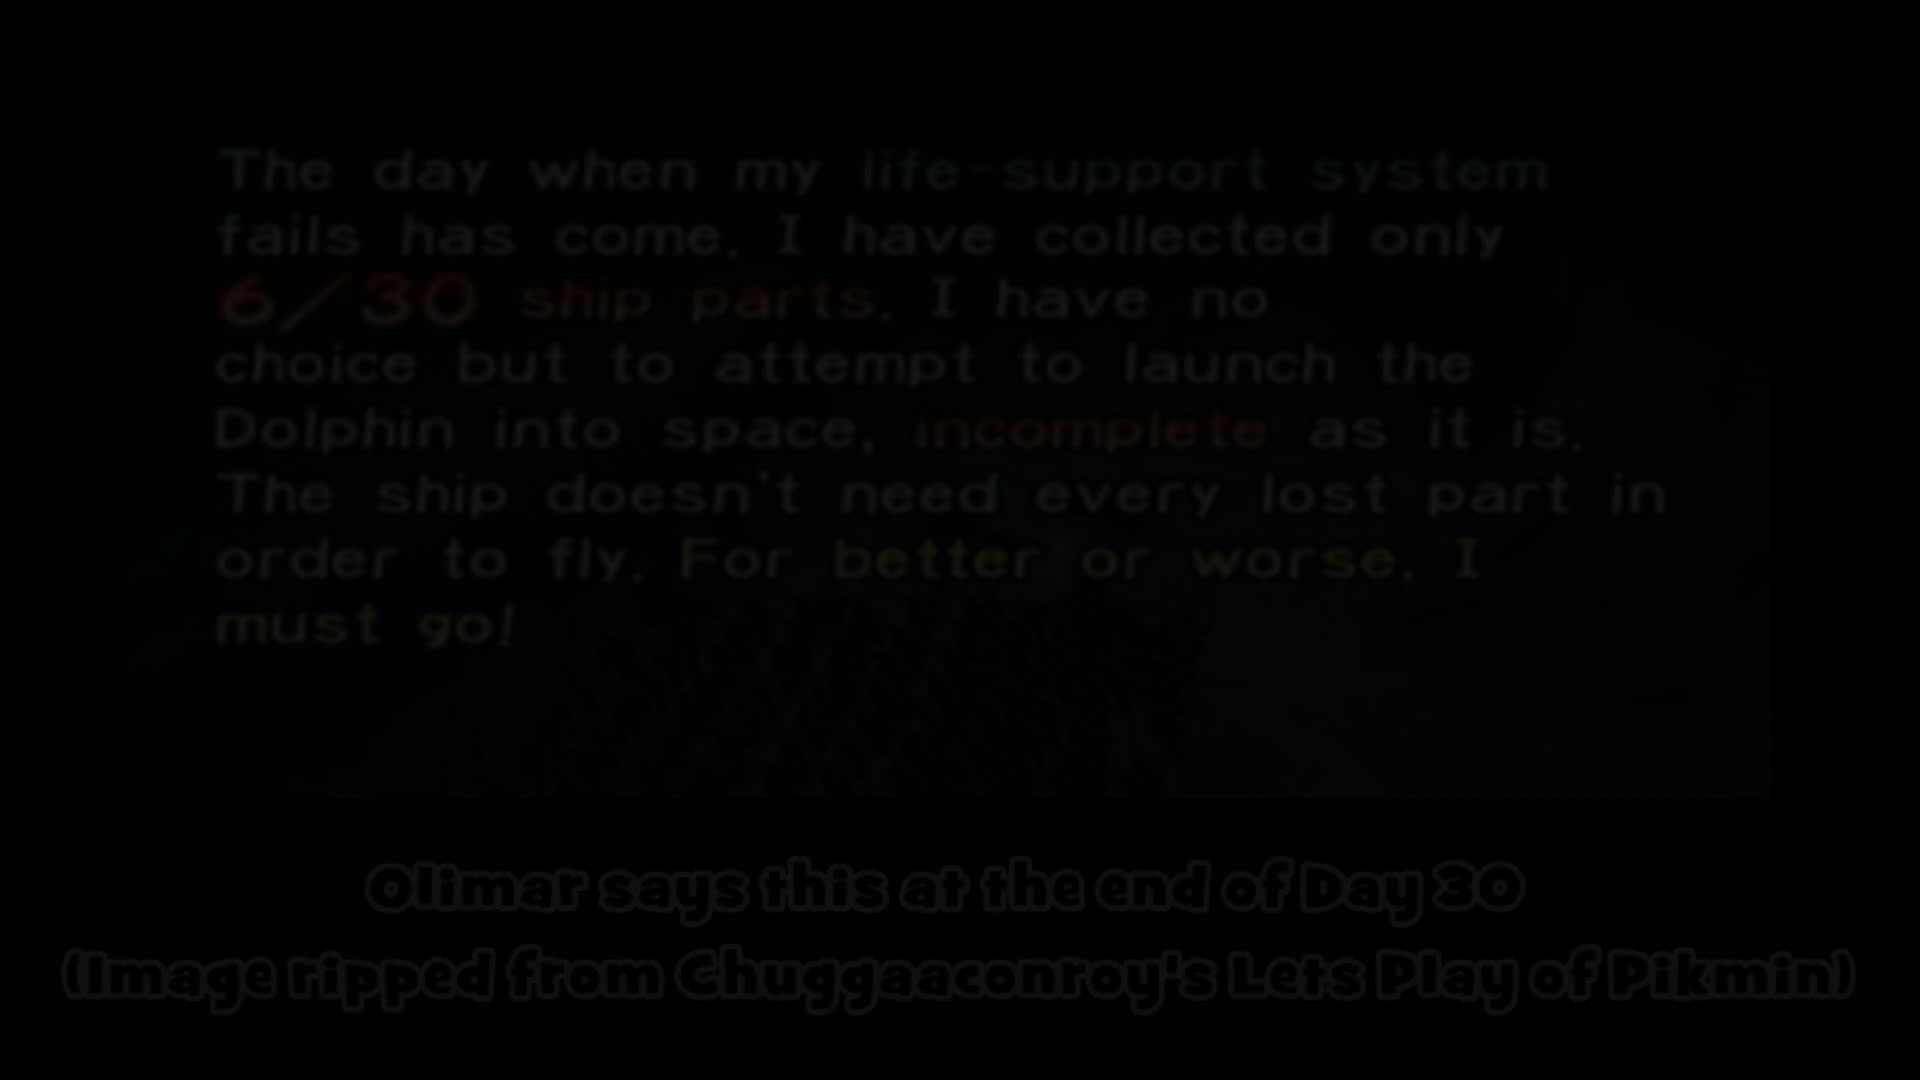 The day when my life-support system
fails has come. I have collected only
6/30 ship parts. I have no
choice but to attempt to launch the
Dolphin into space, incomplete as it is.
The ship doesn't need every lost part in
order to fly. For better or worse, I
must go!
Olimar says this at the end of Day 30
(Image ripped from Chuggaaconroy's Lets Play of Pikmin)